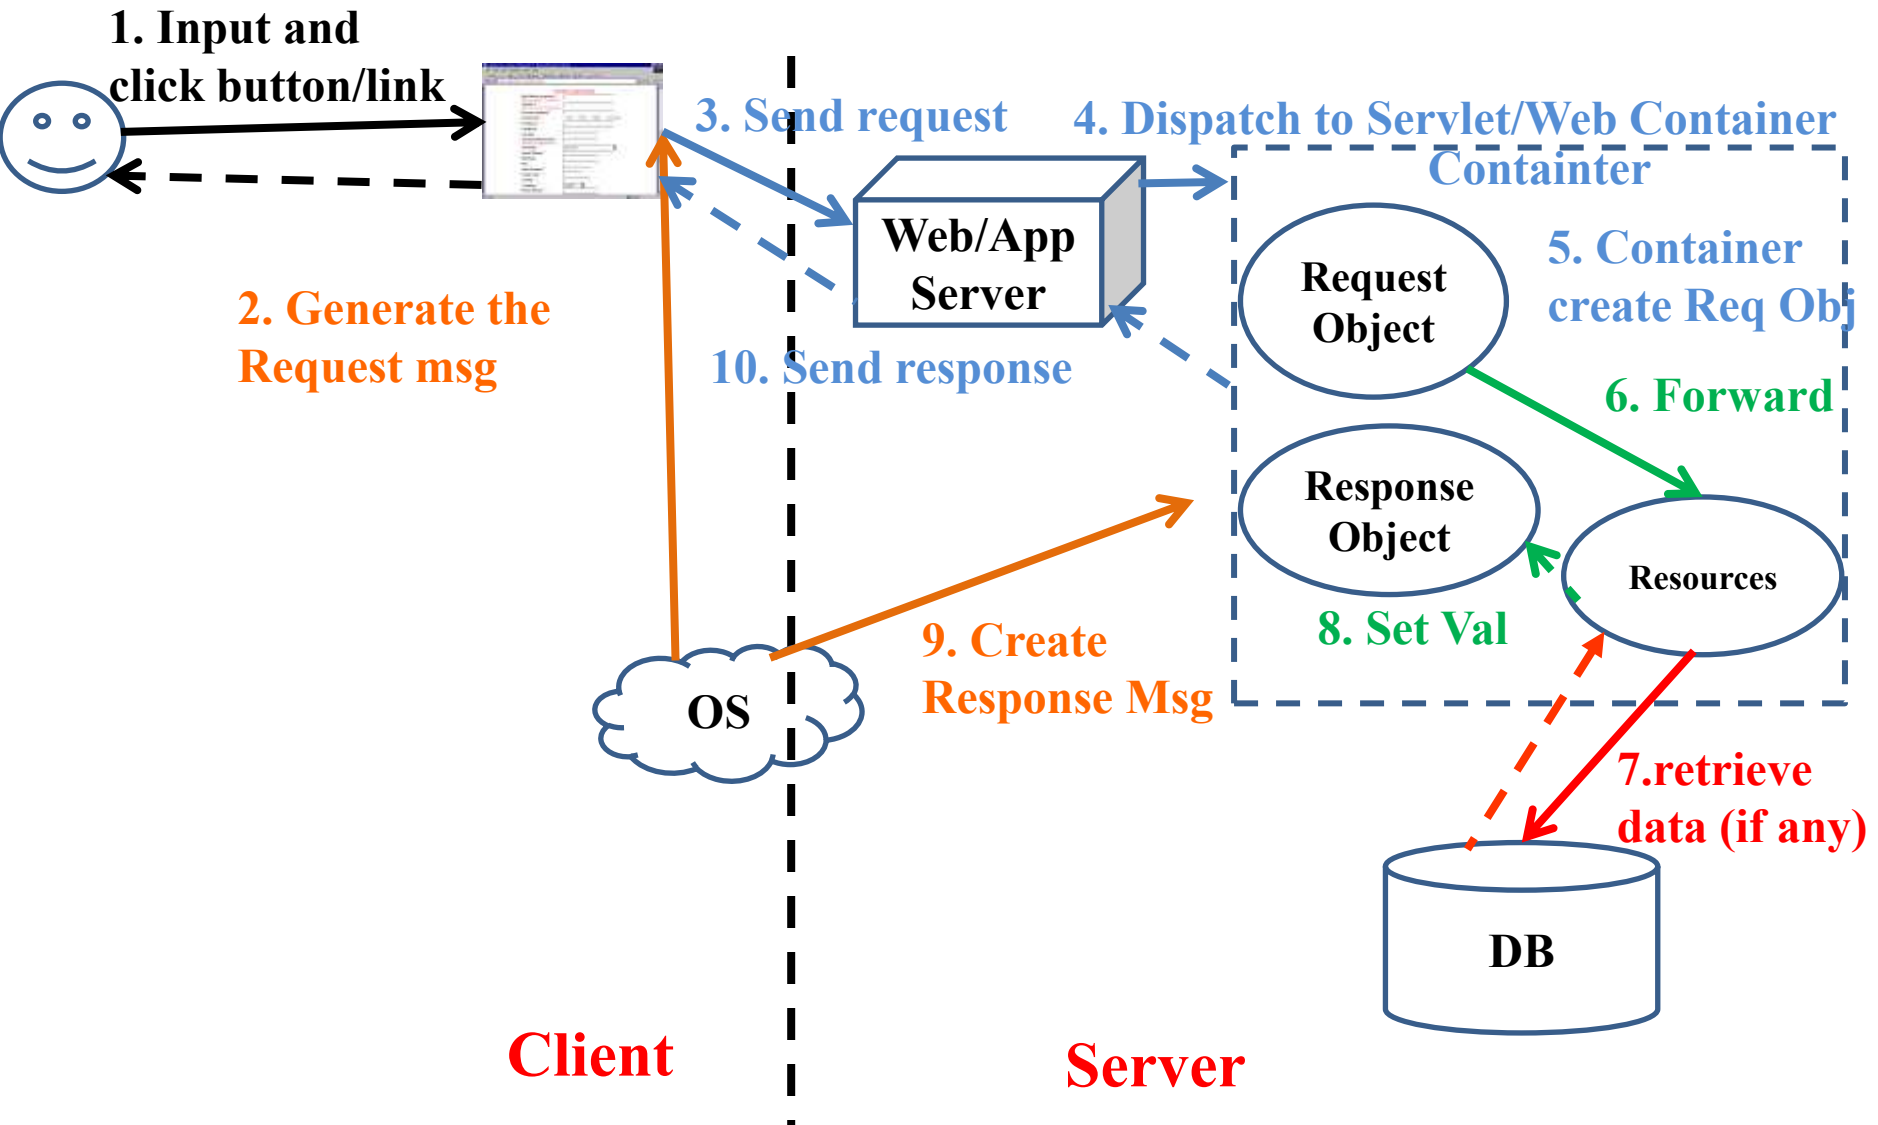 1. Input and
click button/link
3. Send request
4. Dispatch to Servlet/Web Container
Containter
Web/App
Server
Request
Object
5. Container
create Req Obj
2. Generate the
Request msg
10. Send response
6. Forward
Response
Object
Resources
8. Set Val
9. Create
Response Msg
OS
7.retrieve
data (if any)
DB
Client
Server